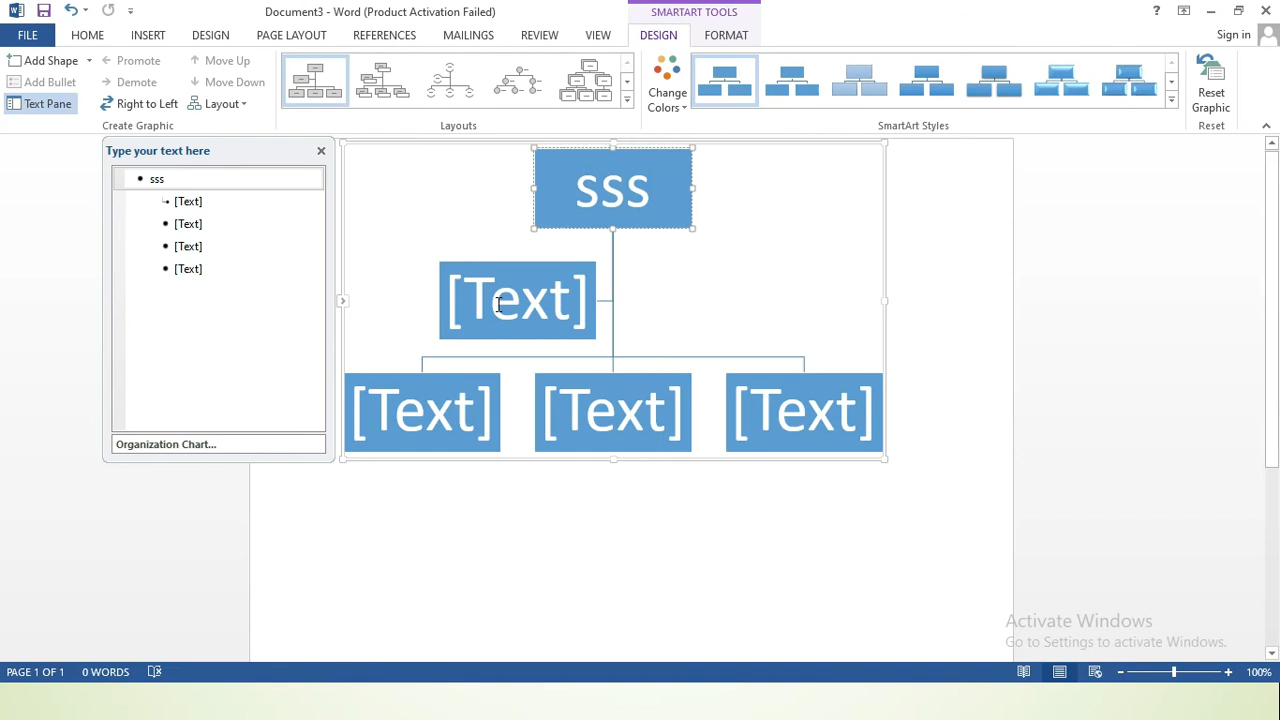 Document3 - Word (Product Activation Failed)
SMARTART TOOLS
?
FILE HOME INSERT DESIGN PAGE LAYOUT REFERENCES MAILINGS REVIEW VIEW DESIGN FORMAT Sign in
Add Shape Promote Move Up
Add Bullet Demote Move Down
Text Pane Right to Left Layout
Change Colors
Reset Graphic
Create Graphic Layouts SmartArt Styles Reset
Type your text here
sss
[Text]
[Text]
[Text]
[Text]
Organization Chart...
sss
[Text]
[Text] [Text] [Text]
Activate Windows
Go to Settings to activate Windows.
PAGE 1 OF 1 0 WORDS 100%